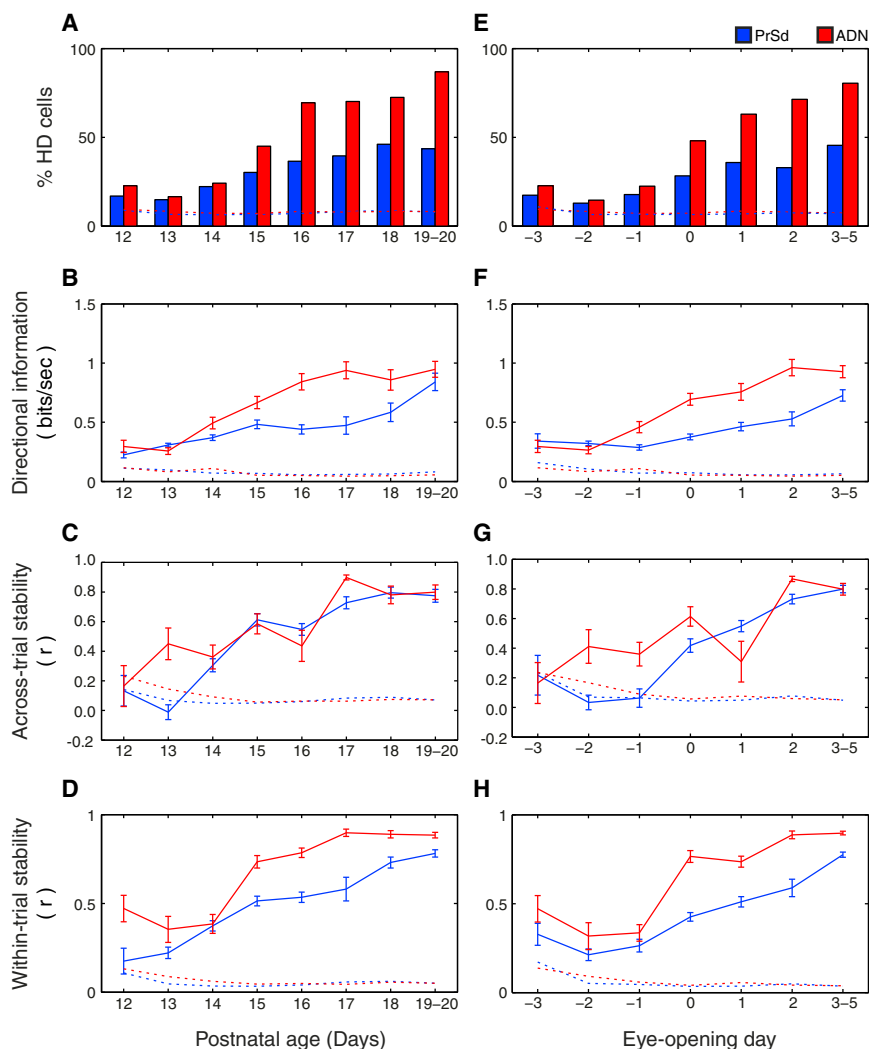 A
E
PrSd
ADN
100
50
0
% HD cells
12 13 14 15 16 17 18 19–20
100
50
0
−3 −2 −1 0 1 2 3−5
B
F
1.5
1
0.5
0
Directional information
( bits/sec )
12 13 14 15 16 17 18 19–20
1.5
1
0.5
0
−3 −2 −1 0 1 2 3−5
C
G
1.0
0.8
0.6
0.4
0.2
0.0
-0.2
Across-trial stability
( r )
12 13 14 15 16 17 18 19–20
1.0
0.8
0.6
0.4
0.2
0.0
-0.2
−3 −2 −1 0 1 2 3−5
D
H
1
0.5
0
Within-trial stability
( r )
12 13 14 15 16 17 18 19–20
Postnatal age (Days)
1
0.5
0
−3 −2 −1 0 1 2 3−5
Eye-opening day